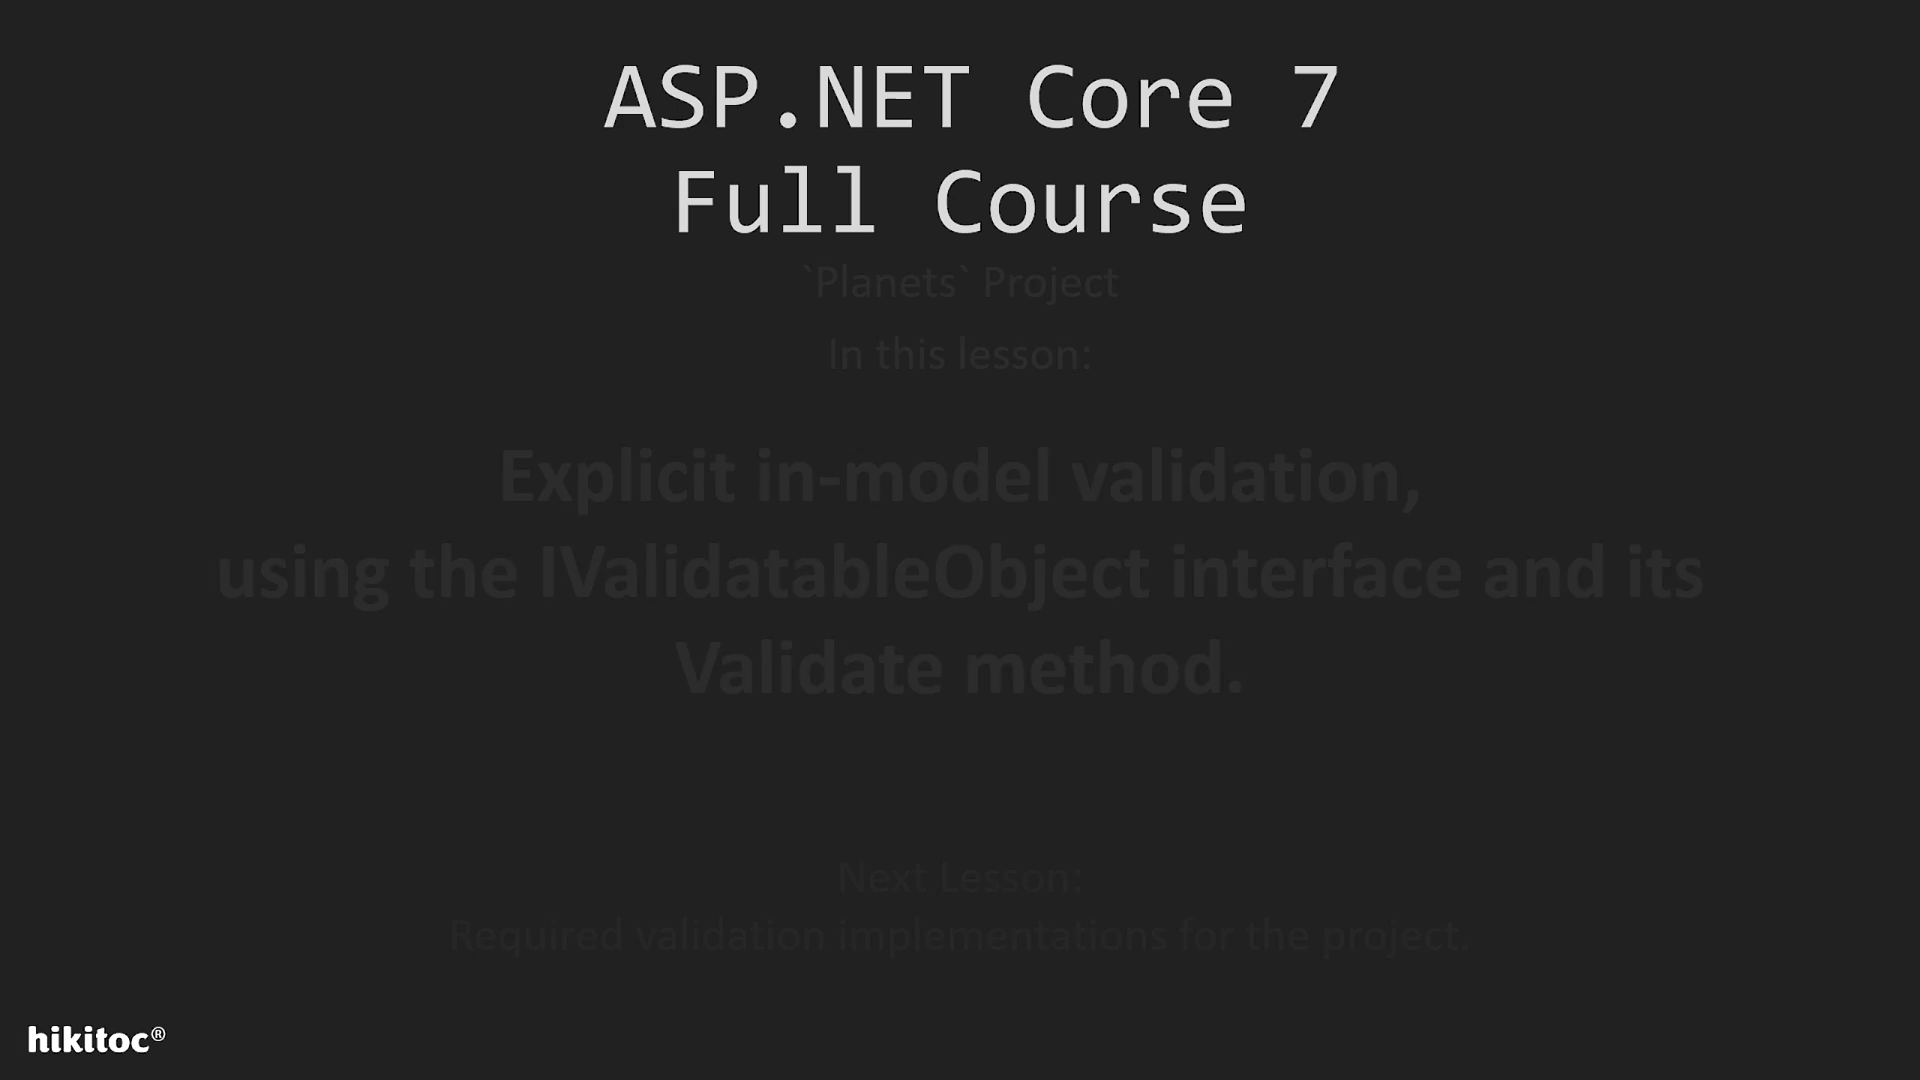 ASP.NET Core 7
Full Course
`Planets` Project
In this lesson:
Explicit in-model validation,
using the IValidatableObject interface and its
Validate method.
Next Lesson:
Required validation implementations for the project.
hikitoc®